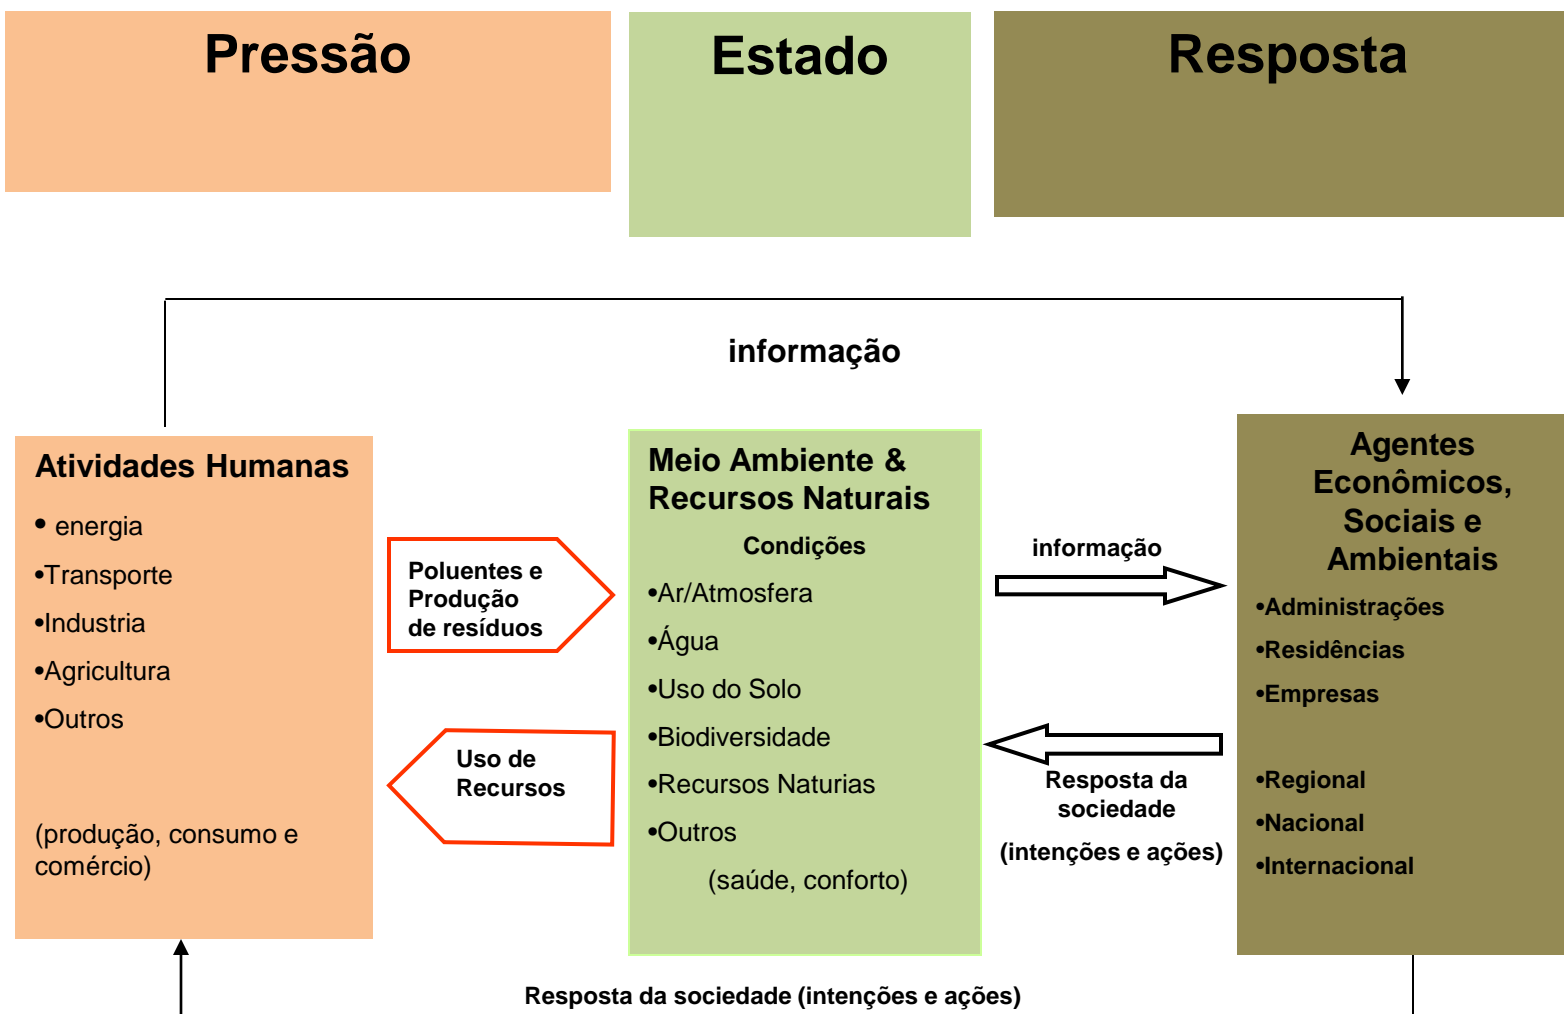 Pressão
Estado
Resposta
informação
Atividades Humanas
• energia
•Transporte
•Industria
•Agricultura
•Outros
(produção, consumo e
comércio)
Poluentes e
Produção
de resíduos
Uso de
Recursos
Meio Ambiente &
Recursos Naturais
Condições
•Ar/Atmosfera
•Água
•Uso do Solo
•Biodiversidade
•Recursos Naturias
•Outros
(saúde, conforto)
informação
Resposta da
sociedade
(intenções e ações)
Agentes
Econômicos,
Sociais e
Ambientais
•Administrações
•Residências
•Empresas
•Regional
•Nacional
•Internacional
Resposta da sociedade (intenções e ações)